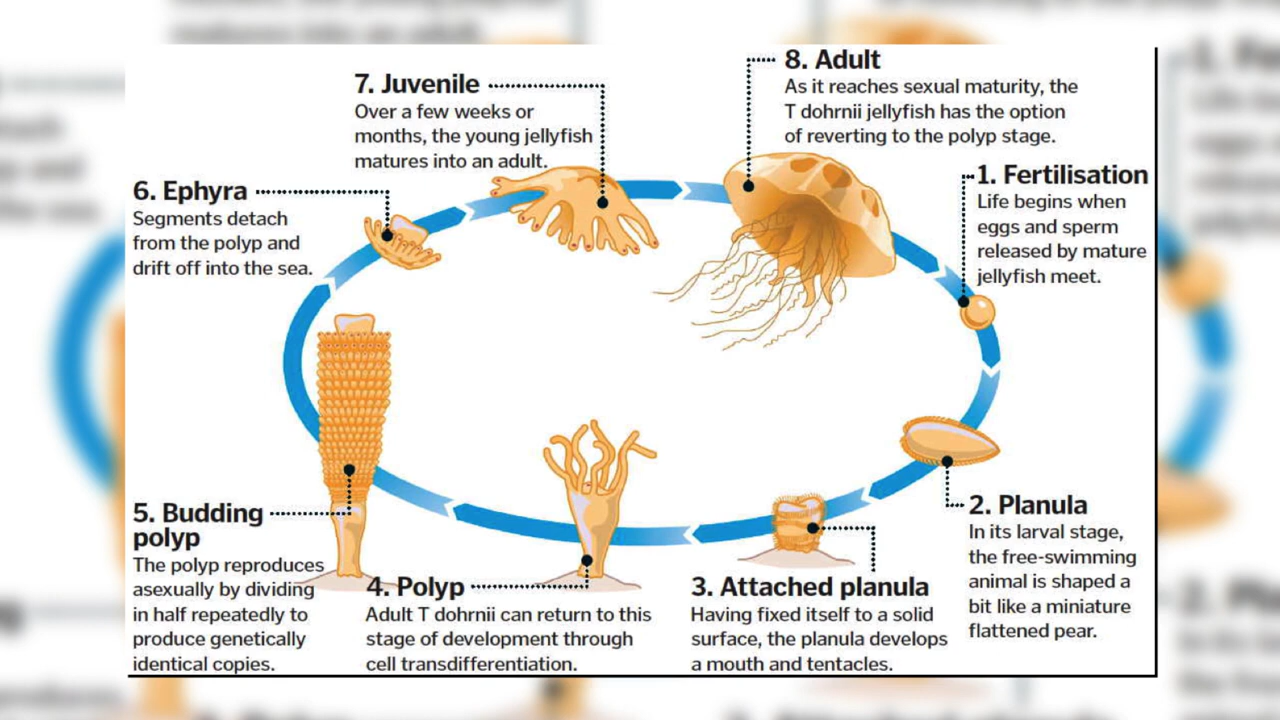 7. Juvenile
Over a few weeks or
months, the young jellyfish
matures into an adult.
8. Adult
As it reaches sexual maturity, the
T dohrnii jellyfish has the option
of reverting to the polyp stage.
1. Fertilisation
Life begins when
eggs and sperm
released by mature
jellyfish meet.
6. Ephyra
Segments detach
from the polyp and
drift off into the sea.
5. Budding
polyp
The polyp reproduces
asexually by dividing
in half repeatedly to
produce genetically
identical copies.
4. Polyp
Adult T dohrnii can return to this
stage of development through
cell transdifferentiation.
3. Attached planula
Having fixed itself to a solid
surface, the planula develops
a mouth and tentacles.
2. Planula
In its larval stage,
the free-swimming
animal is shaped a
bit like a miniature
flattened pear.